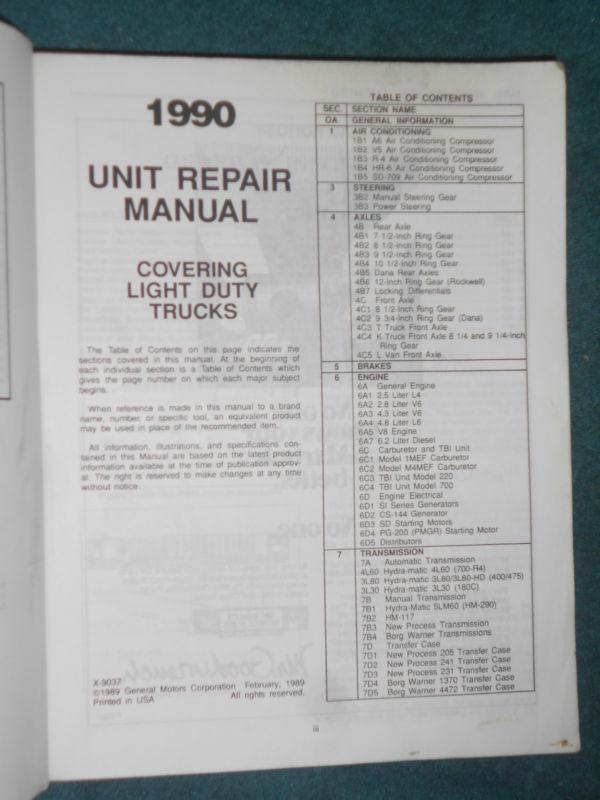 1990
UNIT REPAIR
MANUAL
COVERING
LIGHT DUTY
TRUCKS
The Table of Contents on this page indicates the
sections covered in this manual. At the beginning of
each individual section is a Table of Contents which
gives the page number on which each major subject
begins.
When reference is made in this manual to a brand
name, number, or specific tool, an equivalent product
may be used in place of the recommended item.
All information, illustrations, and specifications con-
tained in this Manual are based on the latest product
information available at the time of publication approv-
al. The right is reserved to make changes at any time
without notice.
X-9037
©1989 General Motors Corporation February, 1989
Printed in USA All rights reserved.
TABLE OF CONTENTS
SEC. SECTION NAME
OA GENERAL INFORMATION
1 AIR CONDITIONING
1B1 A6 Air Conditioning Compressor
1B2 V5 Air Conditioning Compressor
1B3 R-4 Air Conditioning Compressor
1B4 HR-6 Air Conditioning Compressor
1B5 SD-709 Air Conditioning Compressor
3 STEERING
3B2 Manual Steering Gear
3B3 Power Steering
4 AXLES
4B Rear Axle
4B1 7 1/2-Inch Ring Gear
4B2 8 1/2-Inch Ring Gear
4B3 9 1/2-Inch Ring Gear
4B4 10 1/2-Inch Ring Gear
4B5 Dana Rear Axles
4B6 12-Inch Ring Gear (Rockwell)
4B7 Locking Differentials
4C Front Axle
4C1 8 1/2-Inch Ring Gear
4C2 9 3/4-Inch Ring Gear (Dana)
4C3 T Truck Front Axle
4C4 K Truck Front Axle 8 1/4 and 9 1/4-Inch
Ring Gear
4C5 L Van Front Axle
5 BRAKES
6 ENGINE
6A General Engine
6A1 2.5 Liter L4
6A2 2.8 Liter V6
6A3 4.3 Liter V6
6A4 4.8 Liter L6
6A5 V8 Engine
6A7 6.2 Liter Diesel
6C Carburetor and TBI Unit
6C1 Model 1MEF Carburetor
6C2 Model M4MEF Carburetor
6C3 TBI Unit Model 220
6C4 TBI Unit Model 700
6D Engine Electrical
6D1 SI Series Generators
6D2 CS-144 Generator
6D3 SD Starting Motors
6D4 PG-200 (PMGR) Starting Motor
6D5 Distributors
7 TRANSMISSION
7A Automatic Transmission
4L60 Hydra-matic 4L60 (700-R4)
3L80 Hydra-matic 3L80/3L80-HD (400/475)
3L30 Hydra-matic 3L30 (180C)
7B Manual Transmission
7B1 Hydra-Matic 5LM60 (HM-290)
7B2 HM-117
7B3 New Process Transmission
7B4 Borg Warner Transmissions
7D Transfer Case
7D1 New Process 205 Transfer Case
7D2 New Process 241 Transfer Case
7D3 New Process 231 Transfer Case
7D4 Borg Warner 1370 Transfer Case
7D5 Borg Warner 4472 Transfer Case
iii